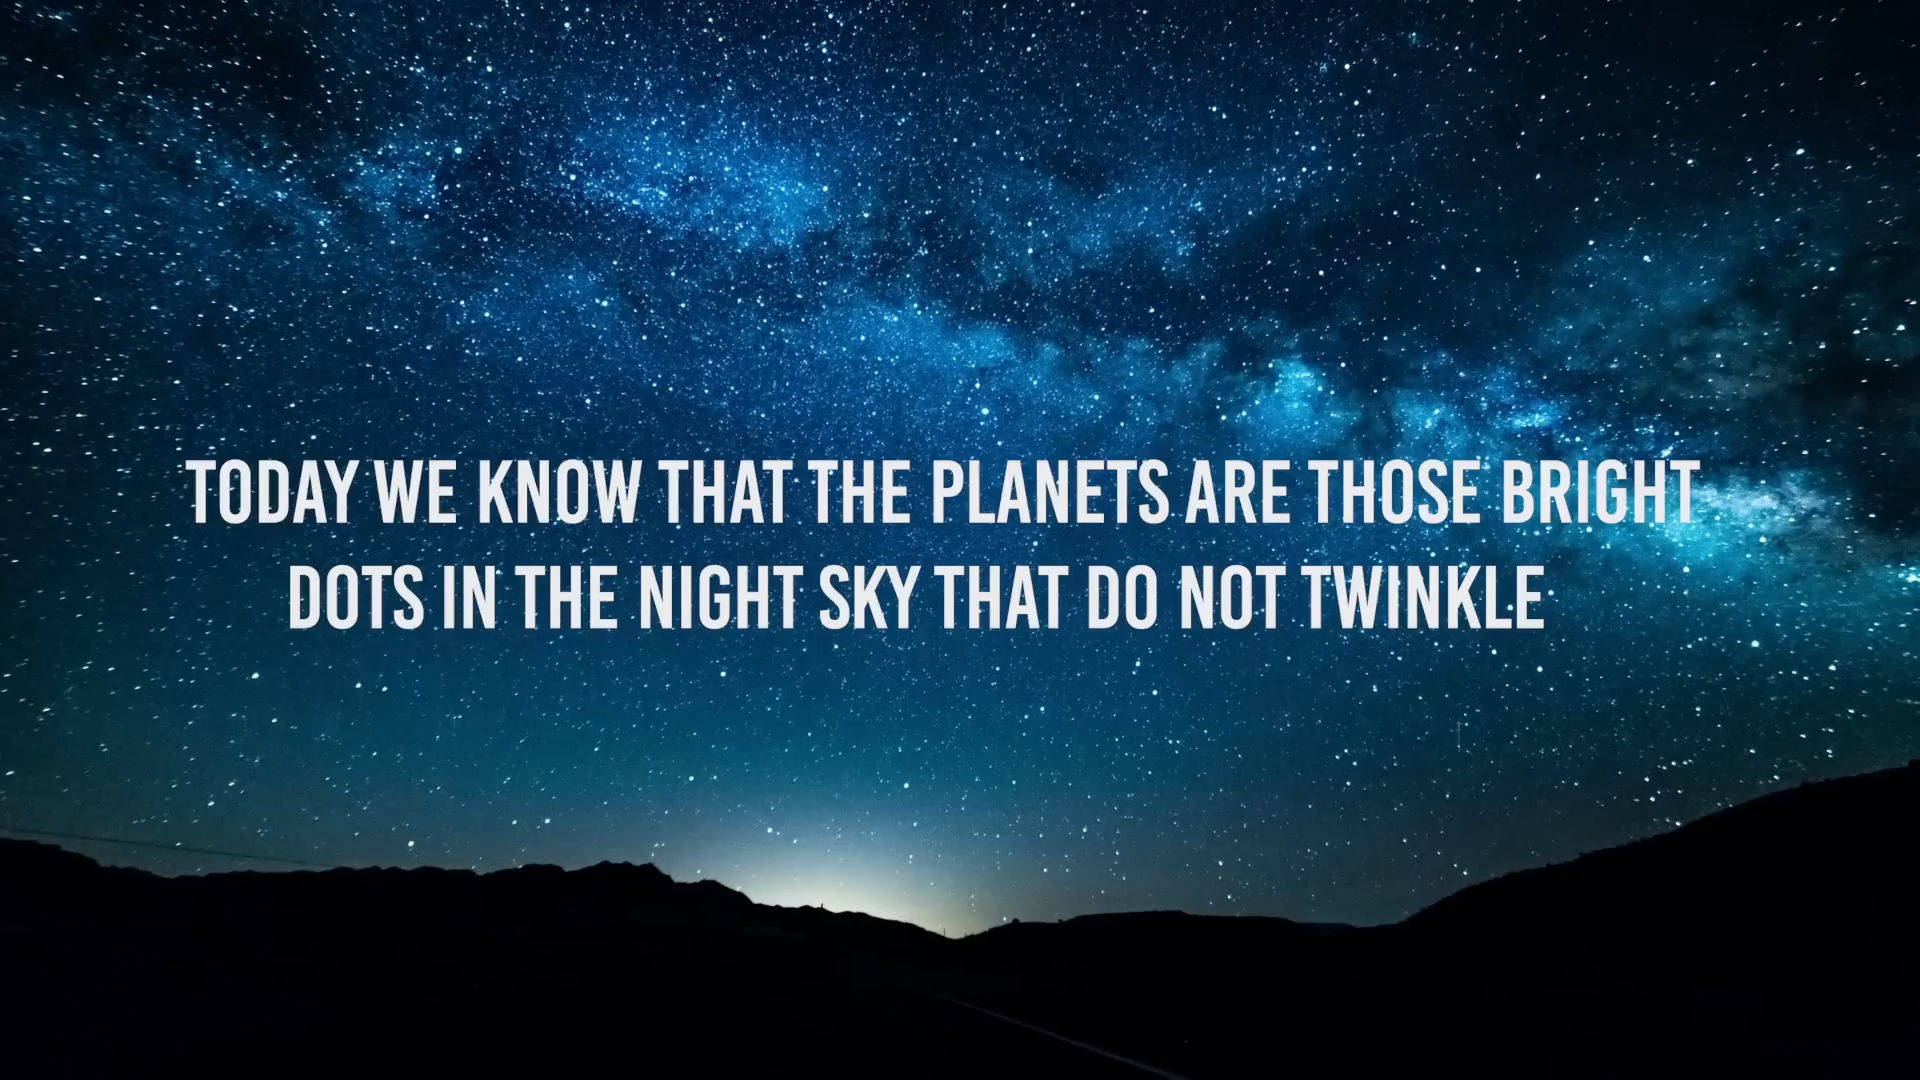 TODAY WE KNOW THAT THE PLANETS ARE THOSE BRIGHT
DOTS IN THE NIGHT SKY THAT DO NOT TWINKLE